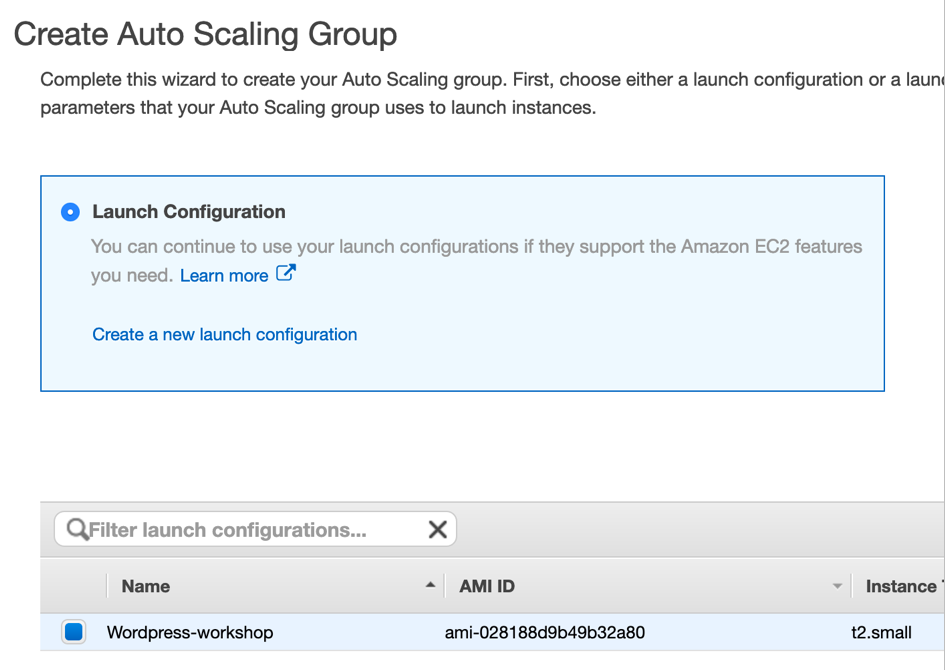 Create Auto Scaling Group
Complete this wizard to create your Auto Scaling group. First, choose either a launch configuration or a
parameters that your Auto Scaling group uses to launch instances.
Launch Configuration
You can continue to use your launch configurations if they support the Amazon EC2 features
you need. Learn more
Create a new launch configuration
Filter launch configurations...
Name AMI ID Instance
Wordpress-workshop ami-028188d9b49b32a80 t2.small